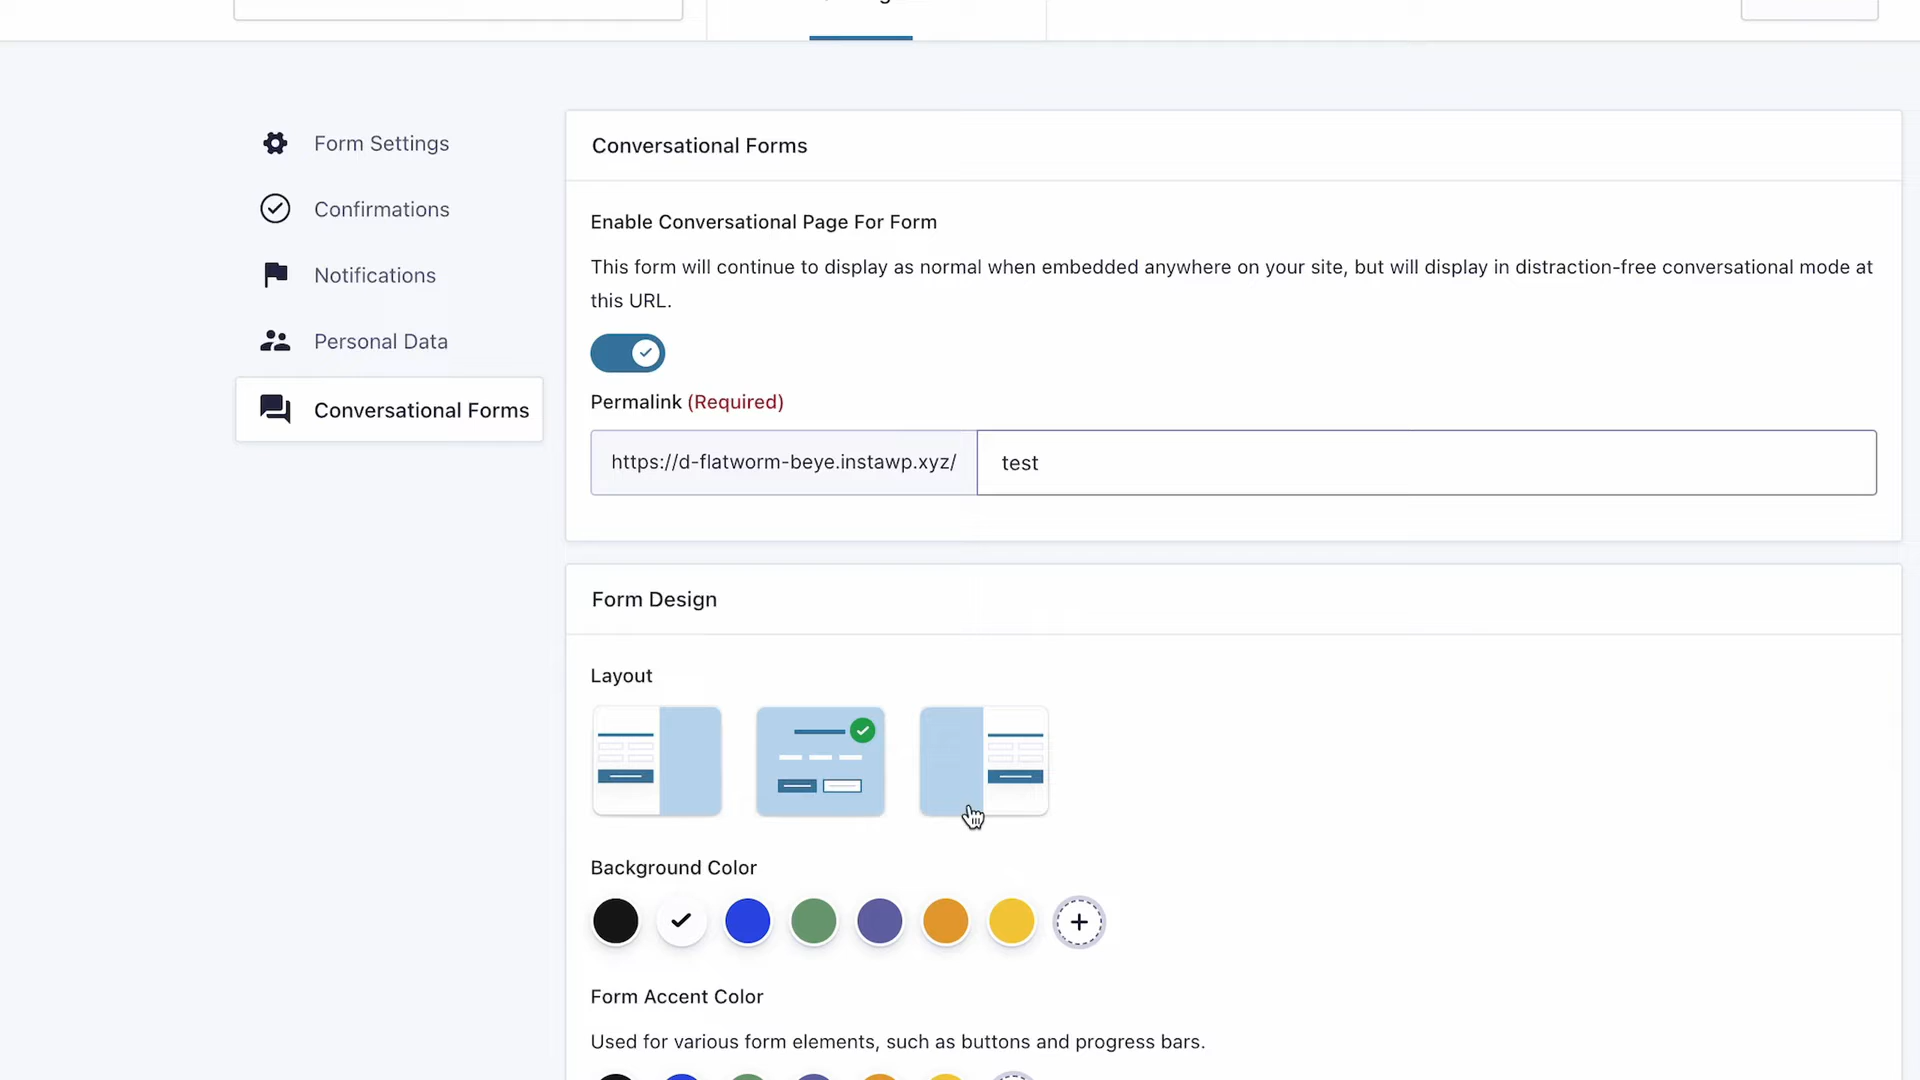 Form Settings
Confirmations
Notifications
Personal Data
Conversational Forms
Conversational Forms
Enable Conversational Page For Form
This form will continue to display as normal when embedded anywhere on your site, but will display in distraction-free conversational mode at
this URL.
Permalink (Required)
https://d-flatworm-beye.instawp.xyz/ test
Form Design
Layout
Background Color
Form Accent Color
Used for various form elements, such as buttons and progress bars.